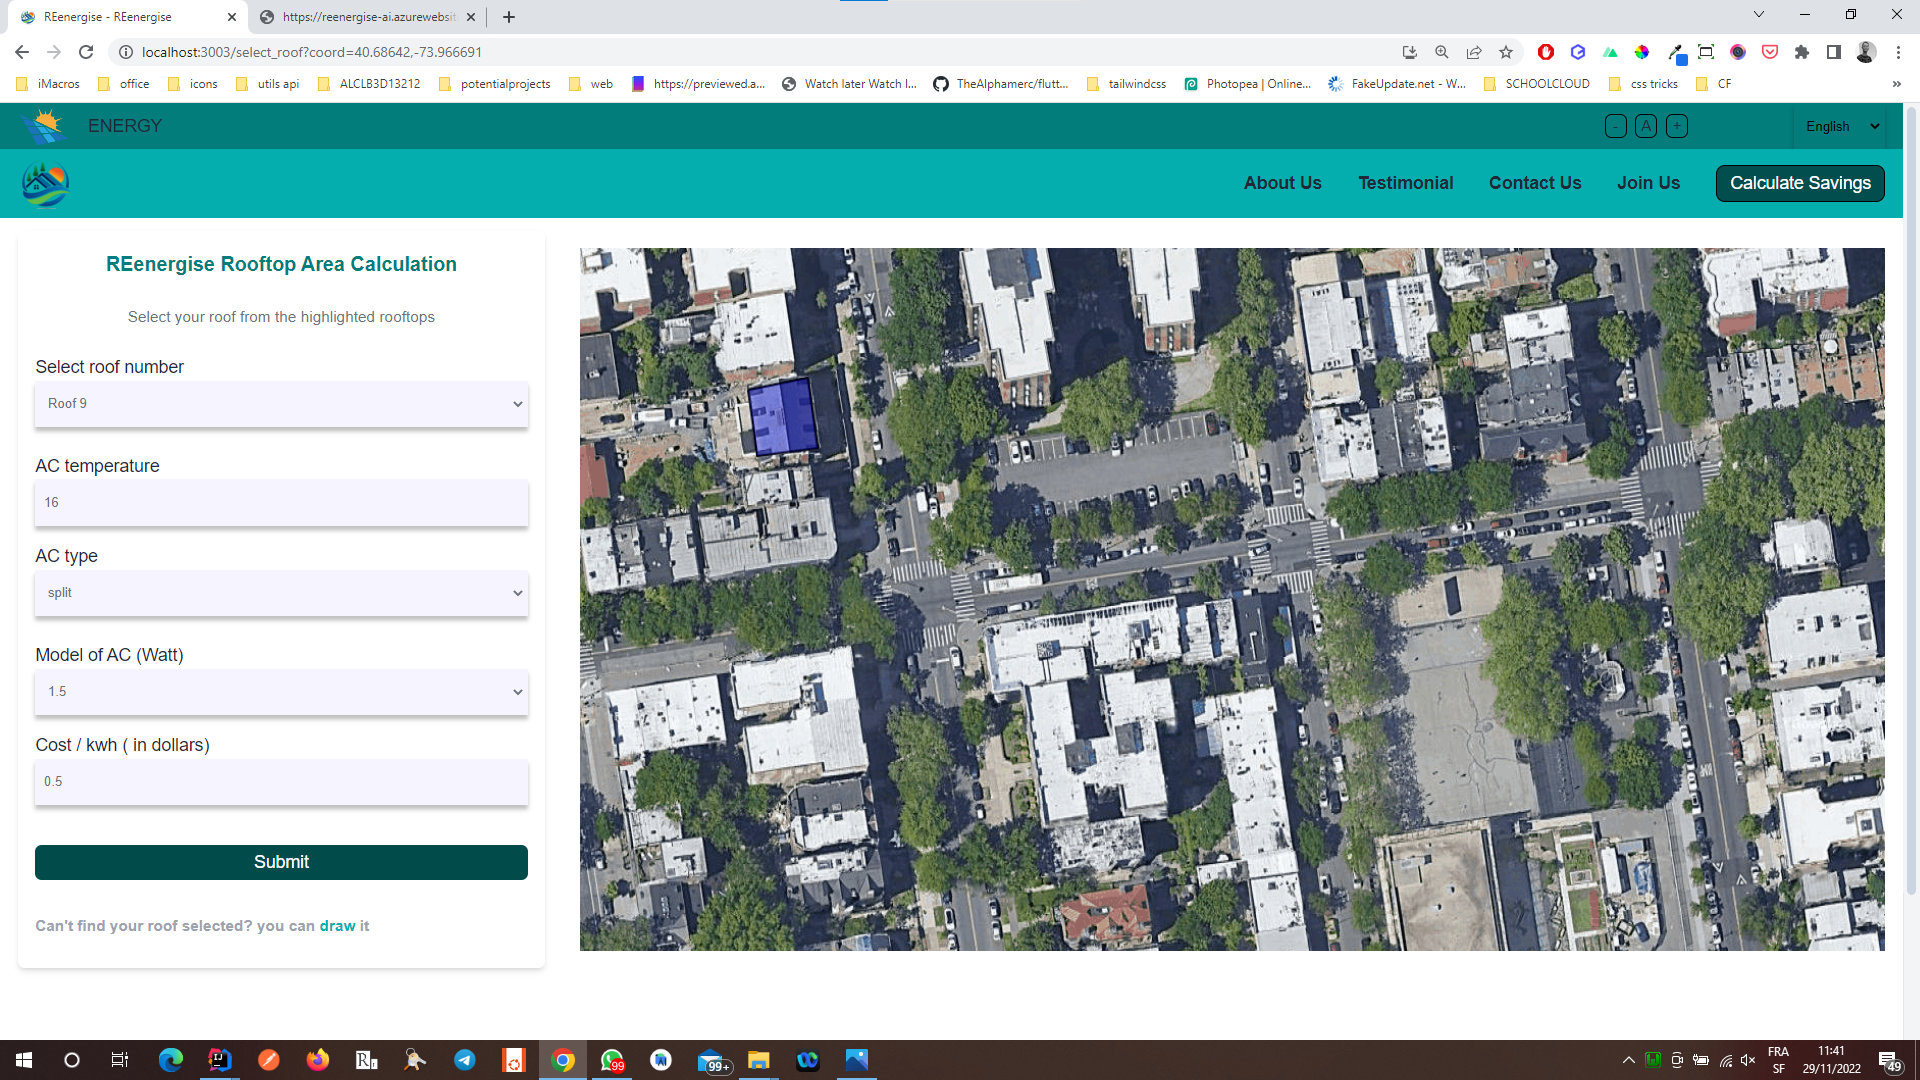 REenergise - REenergise
https://reenergise-ai.azurewebsit
localhost:3003/select_roof?coord=40.68642,-73.966691
iMacros
office
icons
utils api
ALCLB3D13212
potentialprojects
web
https://previewed.a...
Watch later Watch l...
TheAlphamerc/flutt...
tailwindcss
Photopea | Online...
FakeUpdate.net - W...
SCHOOLCLOUD
css tricks
CF
»
ENERGY
-
A
+
English
About Us
Testimonial
Contact Us
Join Us
Calculate Savings
REenergise Rooftop Area Calculation
Select your roof from the highlighted rooftops
Select roof number
Roof 9
AC temperature
16
AC type
split
Model of AC (Watt)
1.5
Cost / kwh ( in dollars)
0.5
Submit
Can't find your roof selected? you can draw it
99
99+
FRA
SF
11:41
29/11/2022
49